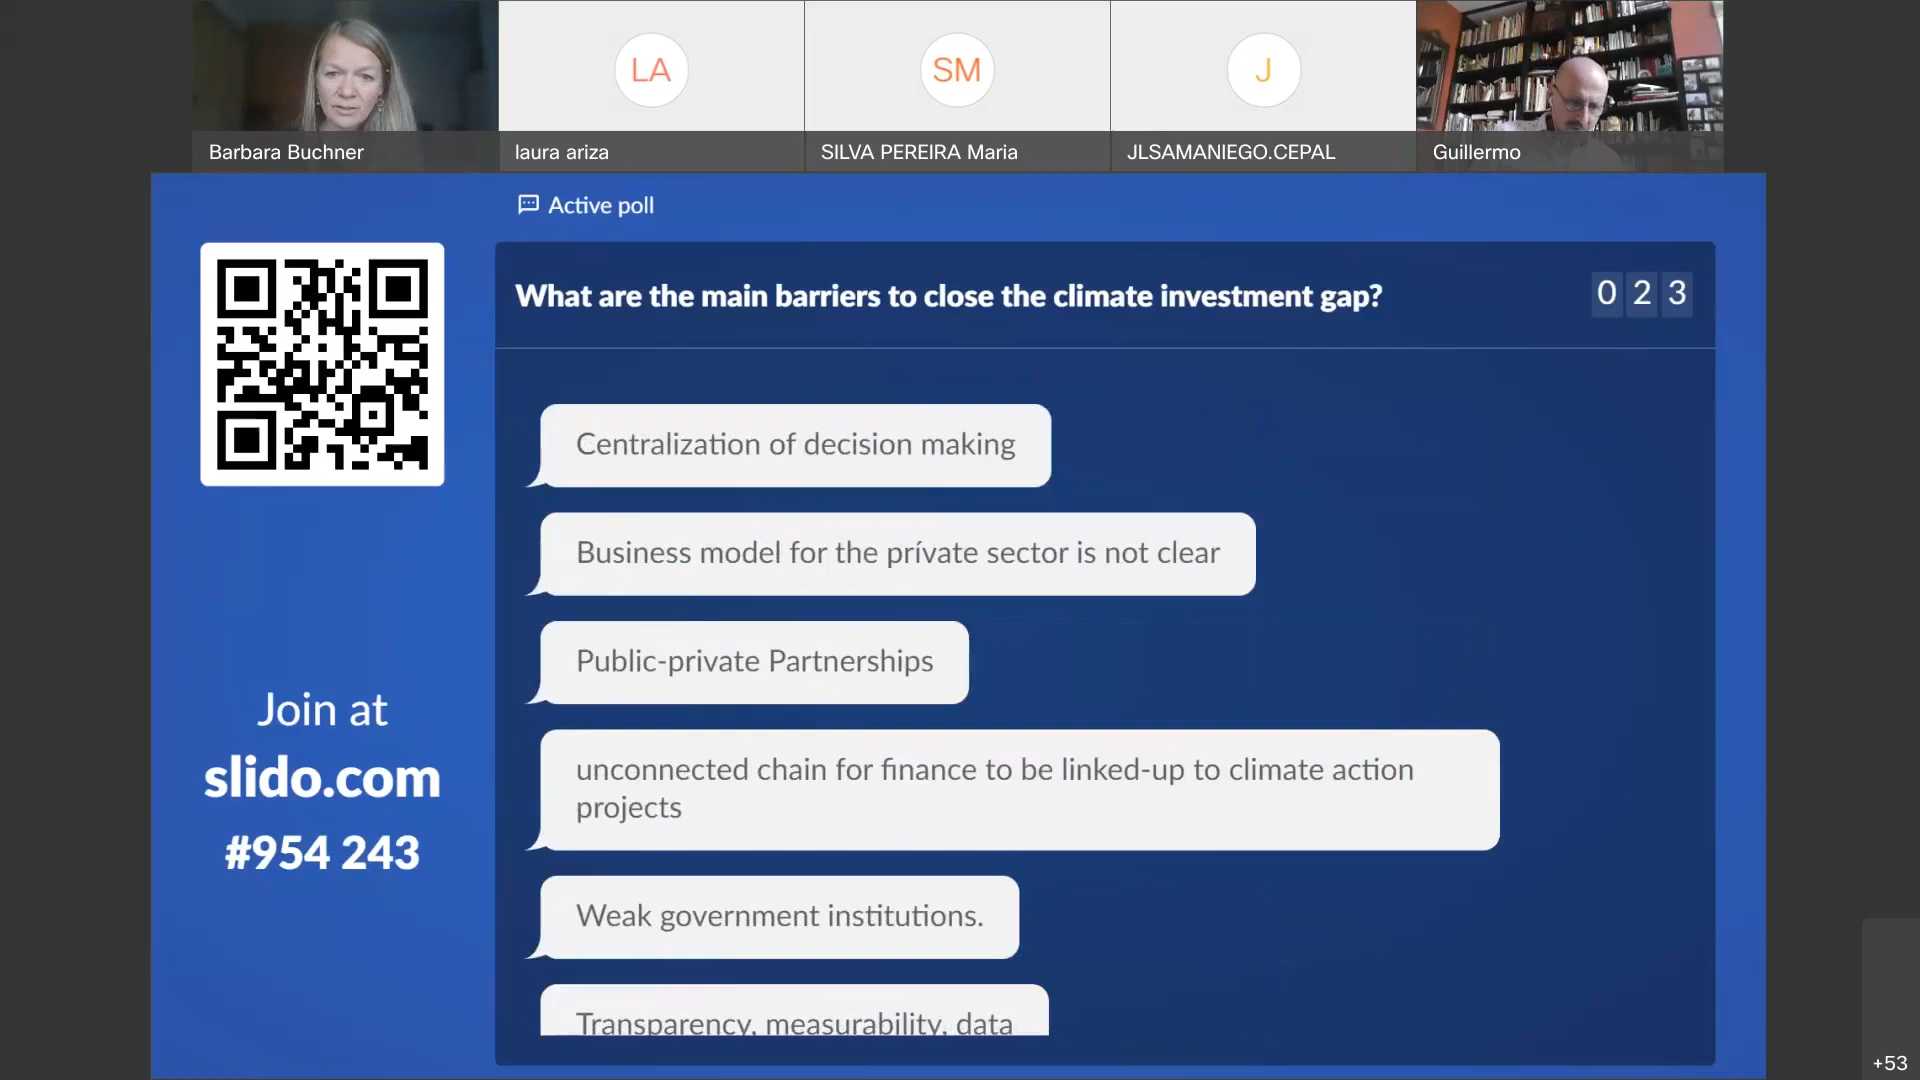 LA
SM
J
Barbara Buchner
laura ariza
SILVA PEREIRA Maria
JLSAMANIEGO.CEPAL
Guillermo
Active poll
What are the main barriers to close the climate investment gap?
0 2 3
Centralization of decision making
Business model for the prívate sector is not clear
Public-private Partnerships
unconnected chain for finance to be linked-up to climate action
projects
Weak government institutions.
Transparency, measurability, data
Join at
slido.com
#954 243
+53